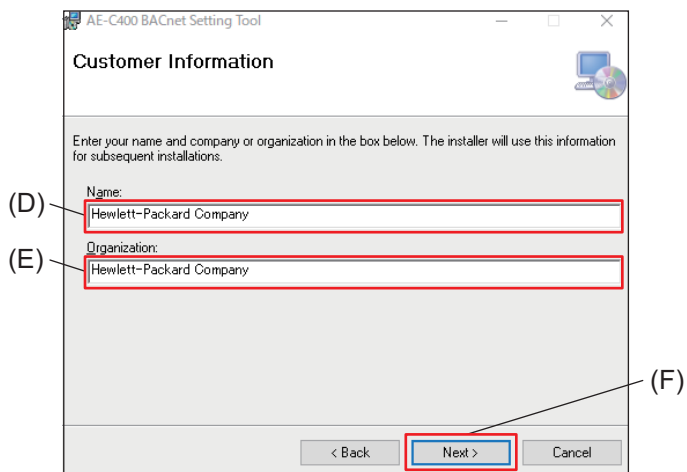 AE-C400 BACnet Setting Tool
Customer Information
Enter your name and company or organization in the box below. The installer will use this information
for subsequent installations.
Name:
(D)
Hewlett-Packard Company
Organization:
(E)
Hewlett-Packard Company
(F)
< Back
Next >
Cancel